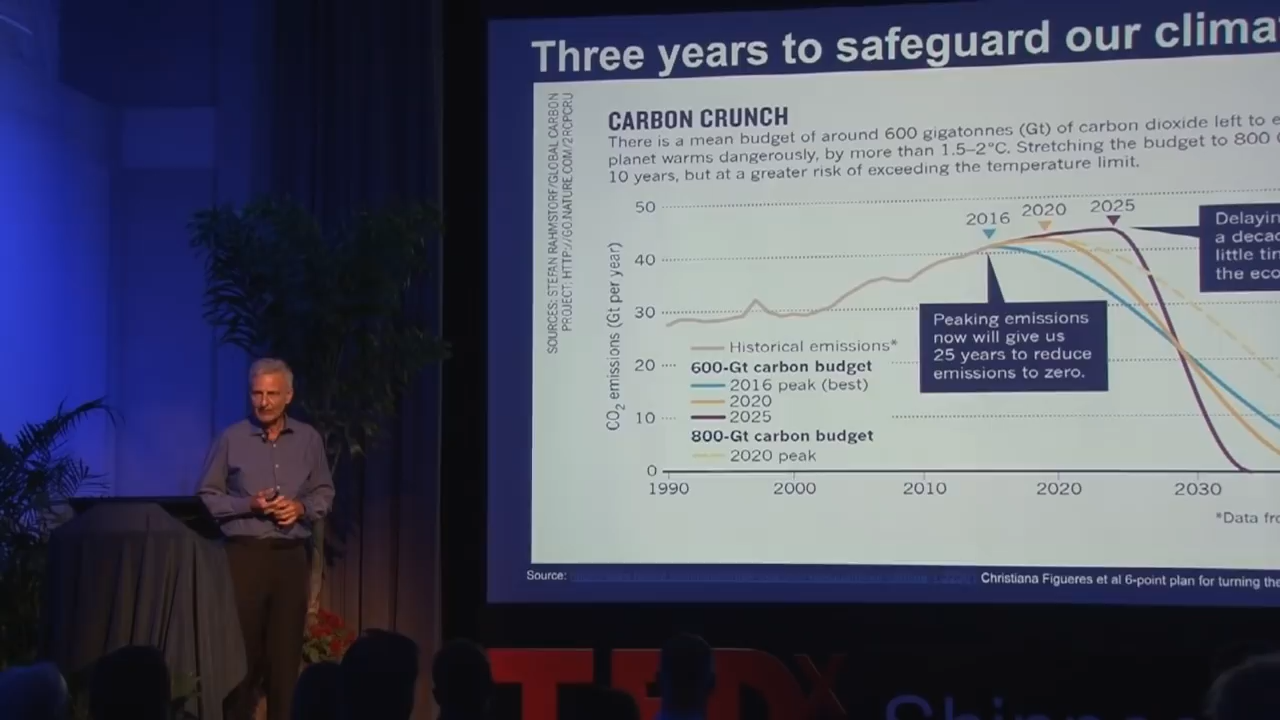 Three years to safeguard our clima
SOURCES: STEFAN RAHMSTORF/GLOBAL CARBON
PROJECT: HTTP://GO.NATURE.COM/2RCPCRU
CARBON CRUNCH
There is a mean budget of around 600 gigatonnes (Gt) of carbon dioxide left to e
planet warms dangerously, by more than 1.5–2°C. Stretching the budget to 800
10 years, but at a greater risk of exceeding the temperature limit.
CO2 emissions (Gt per year)
50
40
30
20
10
0
2016
2020
2025
Delayin
a decad
little tim
the eco
Peaking emissions
now will give us
25 years to reduce
emissions to zero.
Historical emissions*
600-Gt carbon budget
2016 peak (best)
2020
2025
800-Gt carbon budget
2020 peak
1990
2000
2010
2020
2030
*Data fro
Source:
Christiana Figueres et al 6-point plan for turning the
TEDx